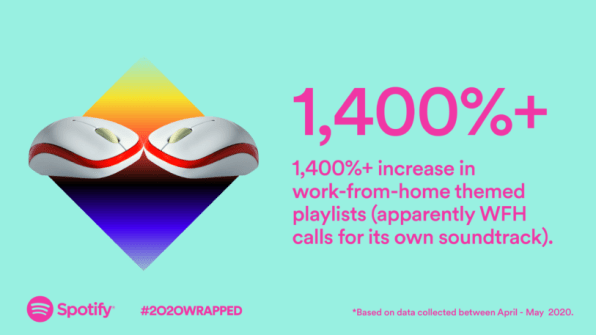 1,400%+
1,400%+ increase in
work-from-home themed
playlists (apparently WFH
calls for its own soundtrack).
Spotify®
#2020WRAPPED
*Based on data collected between April - May 2020.